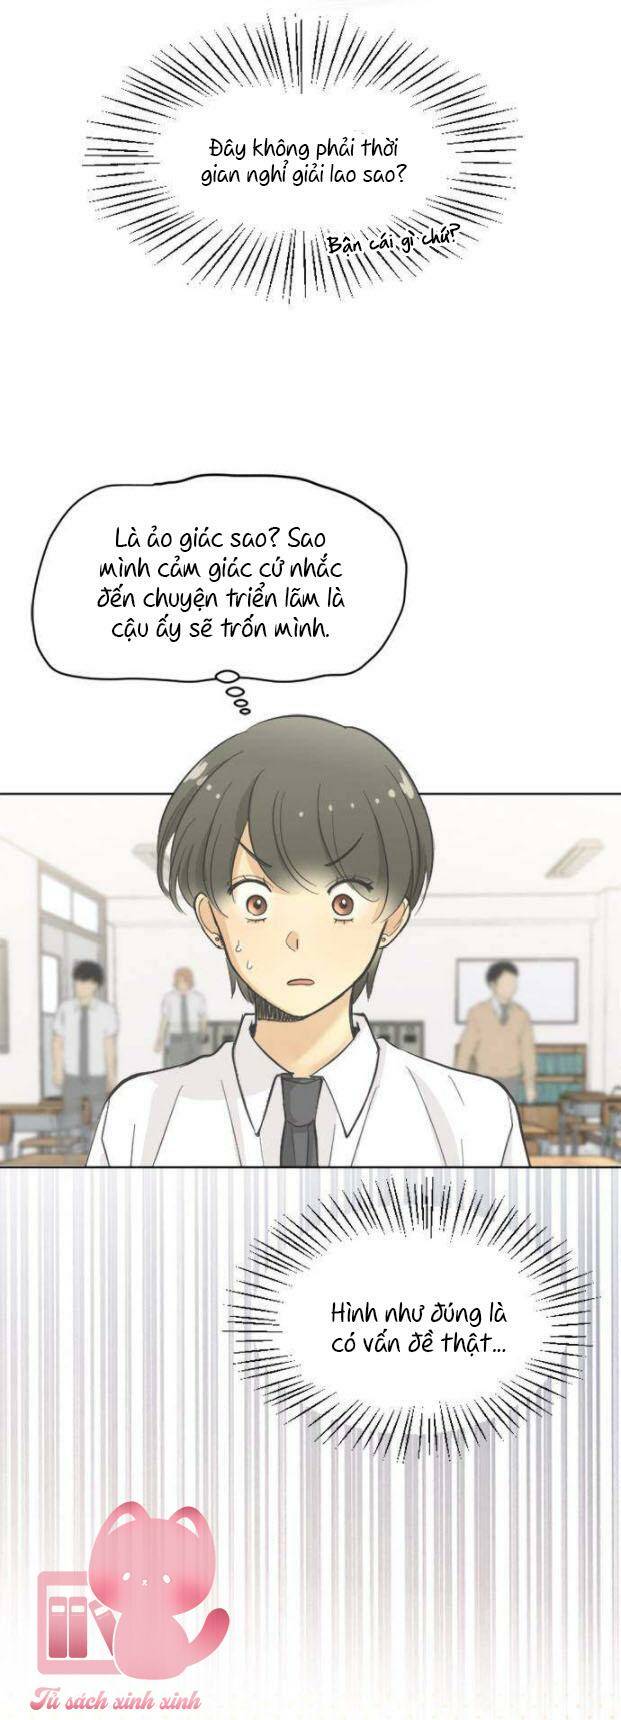 Đây không phải thời
gian nghỉ giải lao sao?
Bận cái gì chứ?
Là ảo giác sao? Sao
mình cảm giác cứ nhắc
đến chuyện triển lãm là
cậu ấy sẽ trốn mình.
Hình như đúng là
có vấn đề thật...
Tủ sách xinh xinh